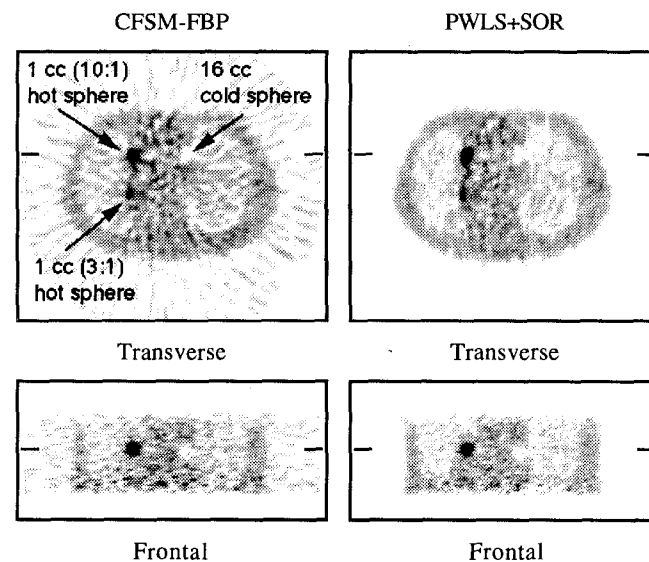 CFSM-FBP
PWLS+SOR
1 cc (10:1)
hot sphere
16 cc
cold sphere
1 cc (3:1)
hot sphere
Transverse
Transverse
Frontal
Frontal